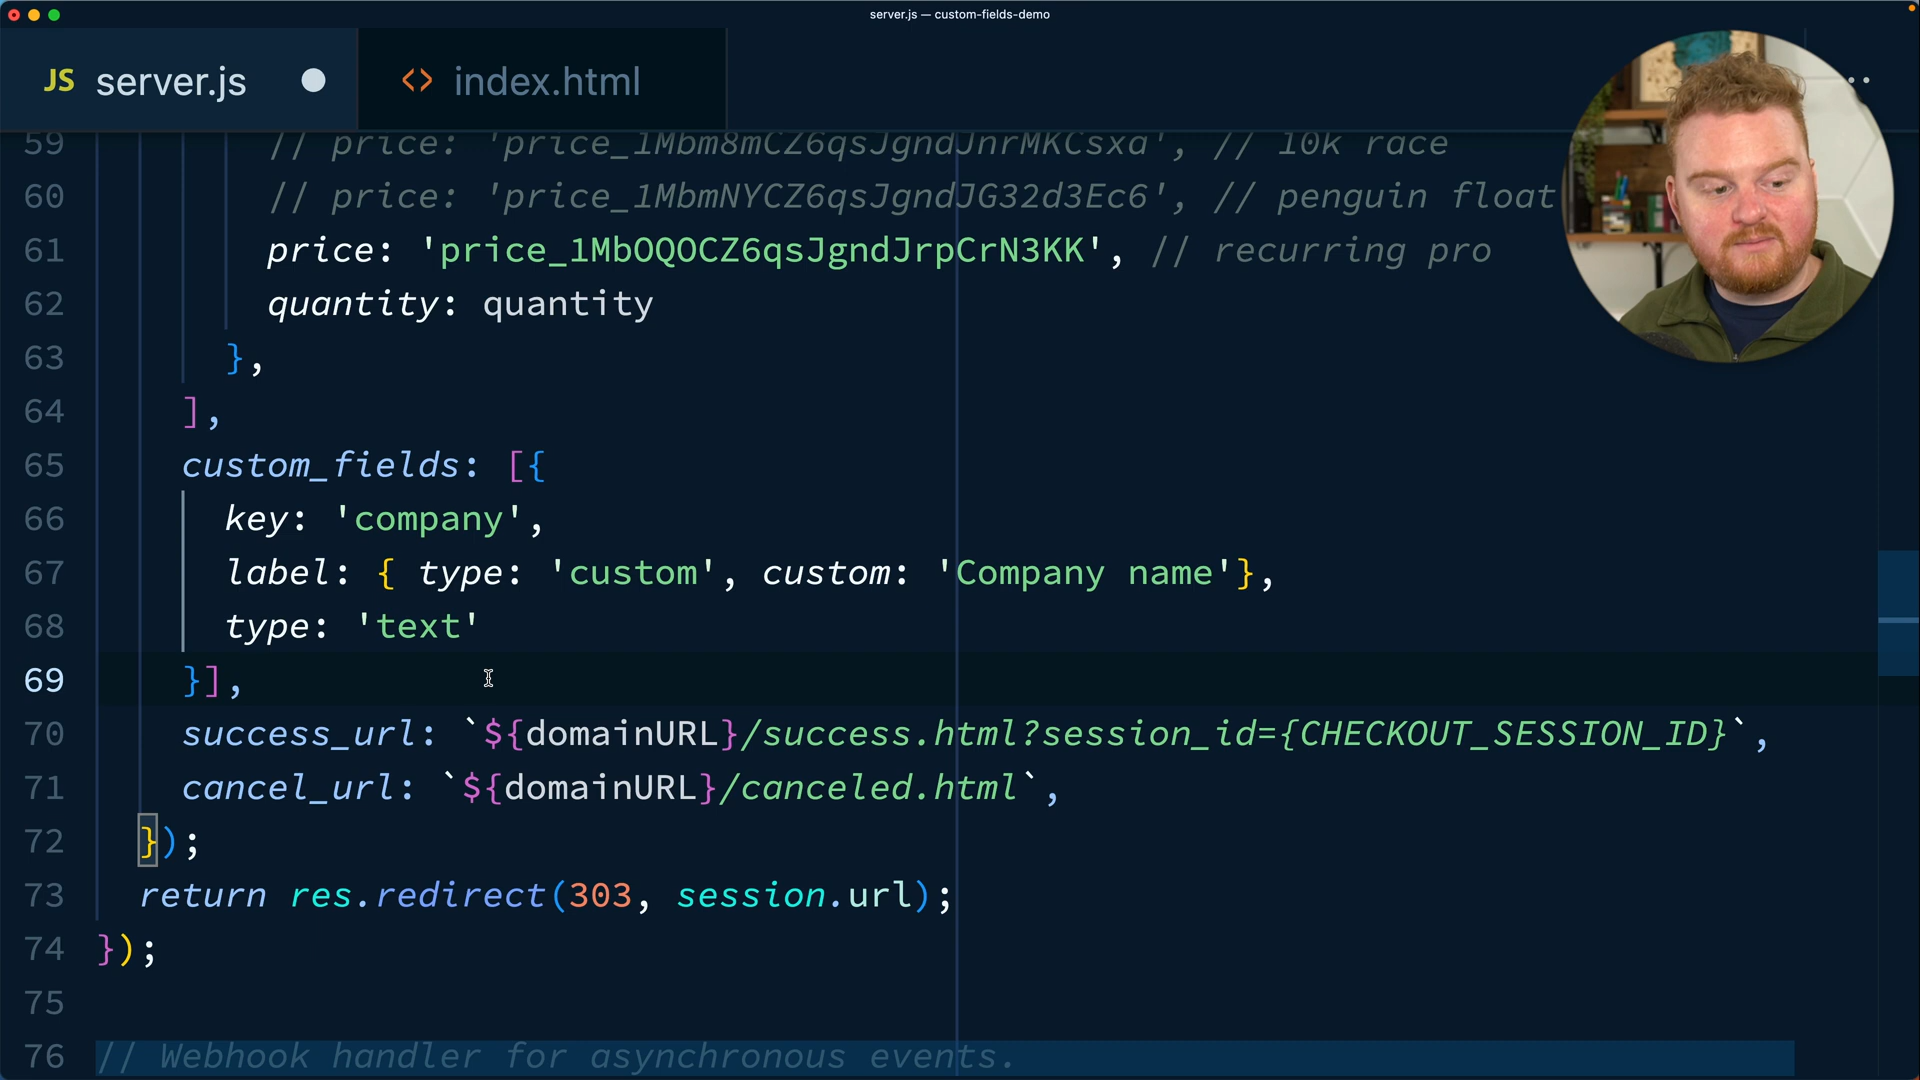 server.js — custom-fields-demo
JS server.js
<> index.html
59 // price: 'price_1Mbm8mCZ6qsJgndJnrMKCsxa', // 10k race
60 // price: 'price_1MbmNYCZ6qsJgndJG32d3Ec6', // penguin float
61 price: 'price_1MbOQOCZ6qsJgndJrpCrN3KK', // recurring pro
62 quantity: quantity
63 },
64 ],
65 custom_fields: [{
66 key: 'company',
67 label: { type: 'custom', custom: 'Company name'},
68 type: 'text'
69 }],
70 success_url: `${domainURL}/success.html?session_id={CHECKOUT_SESSION_ID}`,
71 cancel_url: `${domainURL}/canceled.html`,
72 });
73 return res.redirect(303, session.url);
74 });
75
76 // Webhook handler for asynchronous events.